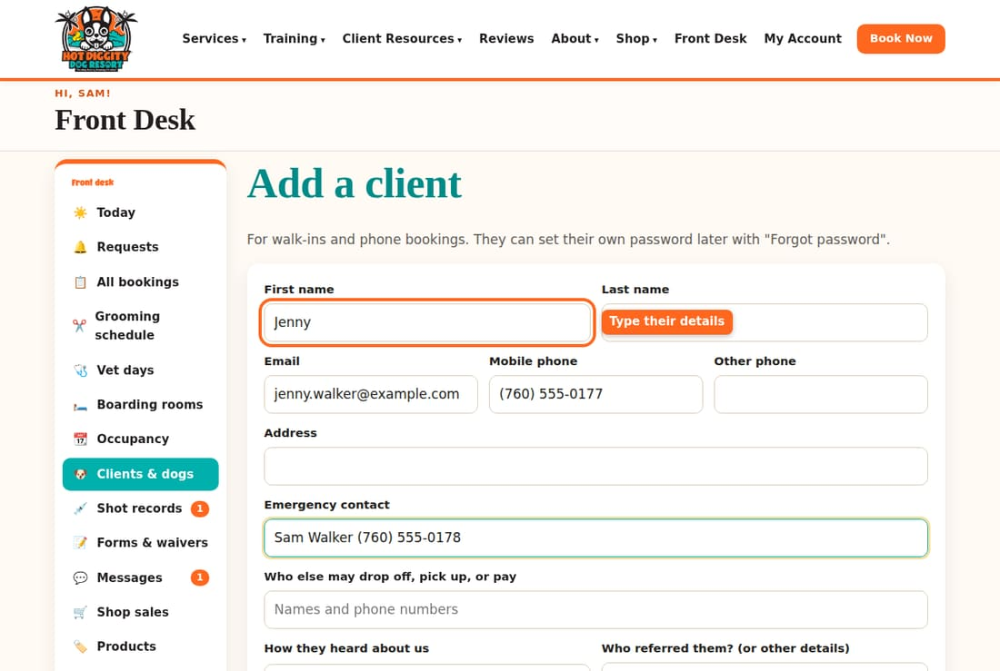 HOT DIGGITY
DOG RESORT
Services ▾
Training ▾
Client Resources ▾
Reviews
About ▾
Shop ▾
Front Desk
My Account
Book Now
HI, SAM!
Front Desk
Front desk
Today
Requests
All bookings
Grooming
schedule
Vet days
Boarding rooms
Occupancy
Clients & dogs
Shot records 1
Forms & waivers
Messages 1
Shop sales
Products
Add a client
For walk-ins and phone bookings. They can set their own password later with "Forgot password".
First name
Last name
Jenny
Type their details
Email
Mobile phone
Other phone
jenny.walker@example.com
(760) 555-0177
Address
Emergency contact
Sam Walker (760) 555-0178
Who else may drop off, pick up, or pay
Names and phone numbers
How they heard about us
Who referred them? (or other details)